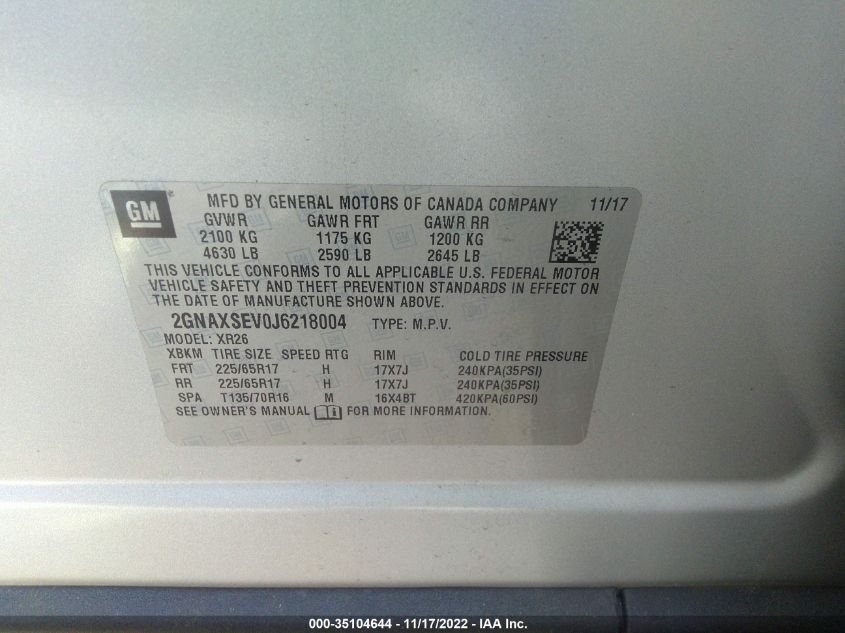 GM
MFD BY GENERAL MOTORS OF CANADA COMPANY 11/17
GVWR GAWR FRT GAWR RR
2100 KG 1175 KG 1200 KG
4630 LB 2590 LB 2645 LB
THIS VEHICLE CONFORMS TO ALL APPLICABLE U.S. FEDERAL MOTOR
VEHICLE SAFETY AND THEFT PREVENTION STANDARDS IN EFFECT ON
THE DATE OF MANUFACTURE SHOWN ABOVE.
2GNAXSEV0J6218004 TYPE: M.P.V.
MODEL: XR26
XBKM TIRE SIZE SPEED RTG RIM COLD TIRE PRESSURE
FRT 225/65R17 H 17X7J 240KPA(35PSI)
RR 225/65R17 H 17X7J 240KPA(35PSI)
SPA T135/70R16 M 16X4BT 420KPA(60PSI)
SEE OWNER'S MANUAL FOR MORE INFORMATION.
000-35104644 - 11/17/2022 - IAA Inc.